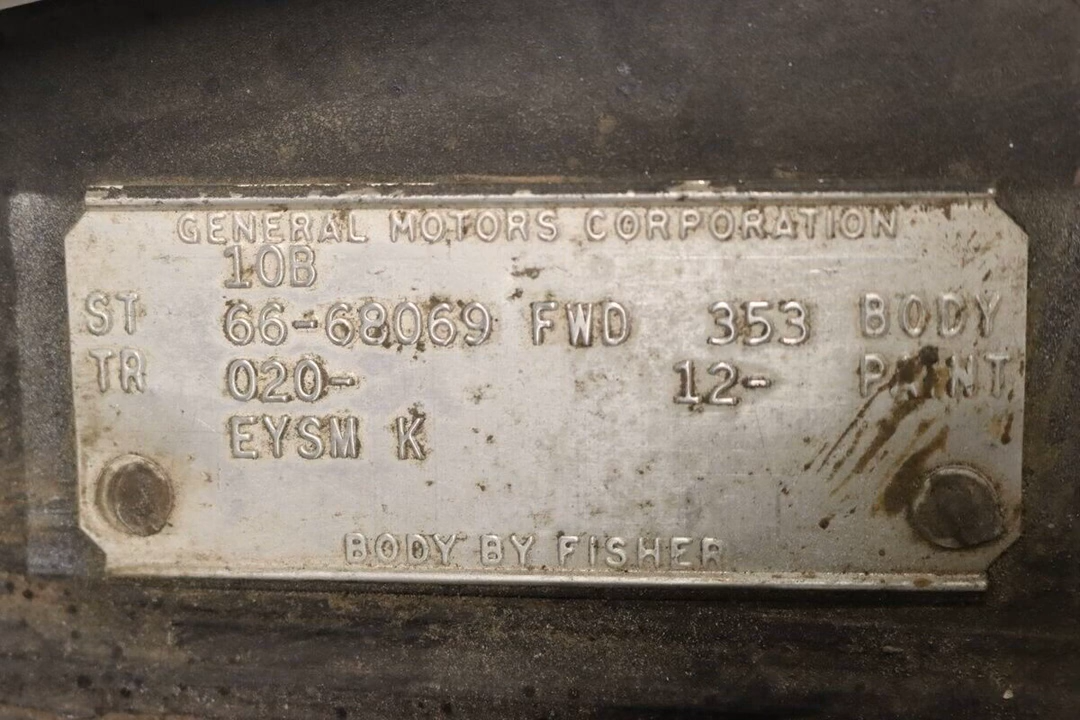 GENERAL MOTORS CORPORATION
10B
ST 66-68069 FWD 353 BODY
TR 020- 12- PAINT
EYSM K
BODY BY FISHER